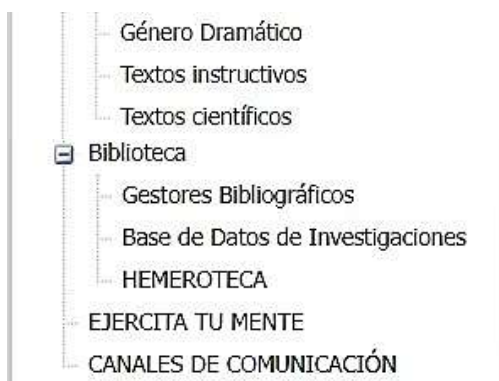 Género Dramático
Textos instructivos
Textos científicos
Biblioteca
Gestores Bibliográficos
Base de Datos de Investigaciones
HEMEROTECA
EJERCITA TU MENTE
CANALES DE COMUNICACIÓN